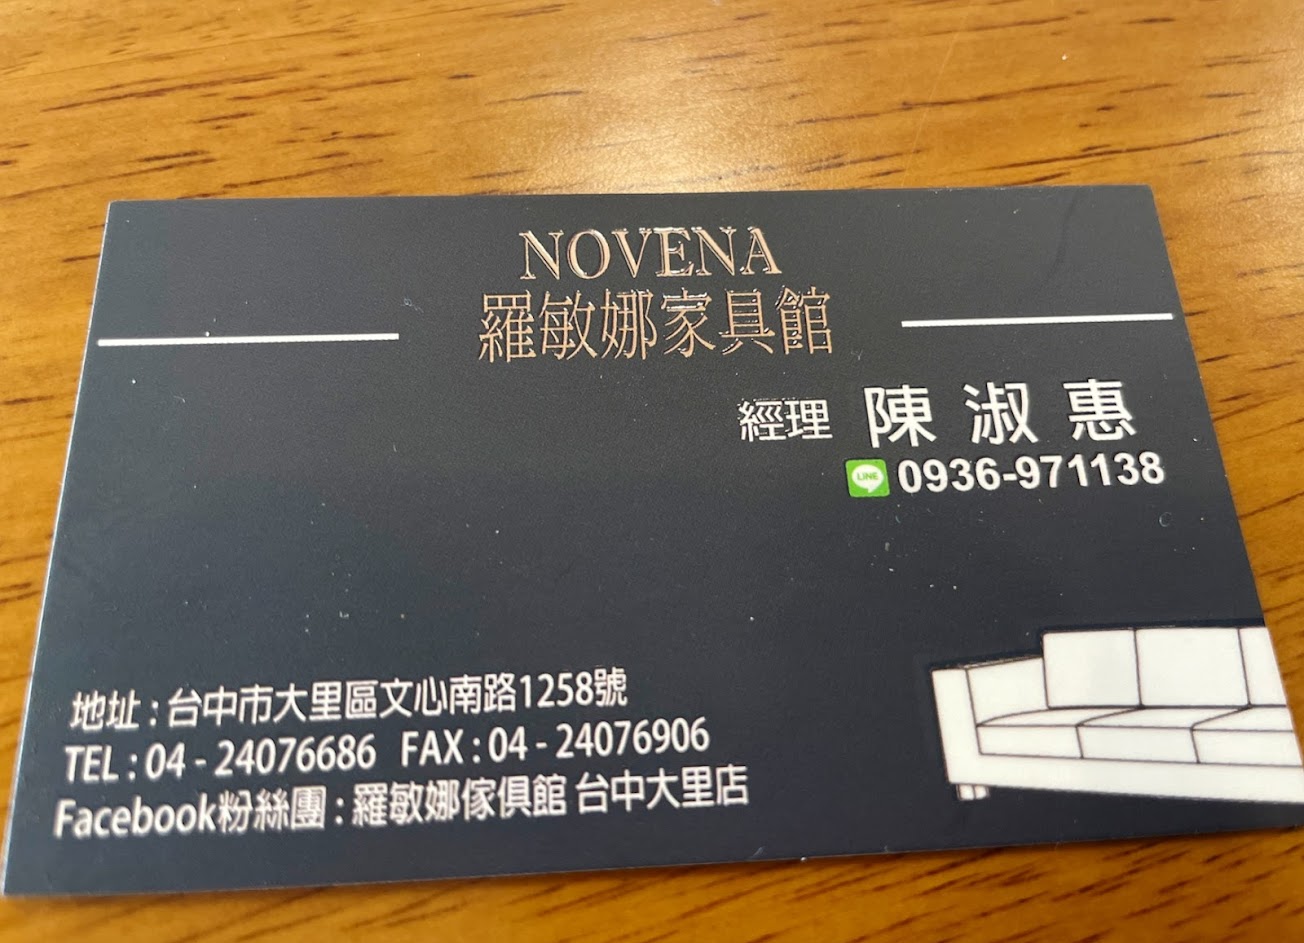 NOVENA
羅敏娜家具館
經理 陳淑惠
LINE 0936-971138
地址 : 台中市大里區文心南路1258號
TEL : 04 - 24076686 FAX : 04 - 24076906
Facebook粉絲團 : 羅敏娜傢俱館 台中大里店